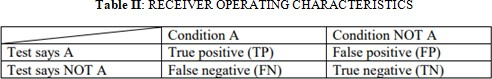 Table II: RECEIVER OPERATING CHARACTERISTICS
Condition A Condition NOT A
Test says A True positive (TP) False positive (FP)
Test says NOT A False negative (FN) True negative (TN)